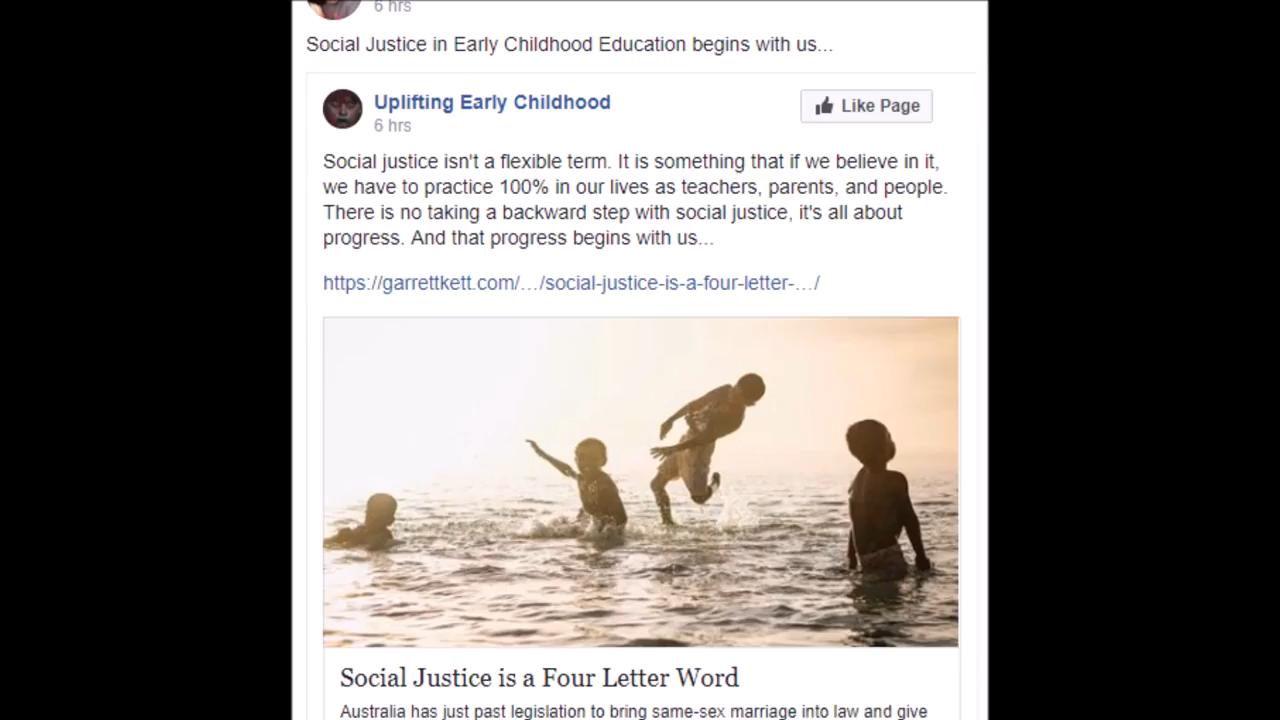 6 hrs
Social Justice in Early Childhood Education begins with us...
Uplifting Early Childhood
Like Page
6 hrs
Social justice isn't a flexible term. It is something that if we believe in it,
we have to practice 100% in our lives as teachers, parents, and people.
There is no taking a backward step with social justice, it's all about
progress. And that progress begins with us...
https://garrettkett.com/.../social-justice-is-a-four-letter-.../
Social Justice is a Four Letter Word
Australia has just past legislation to bring same-sex marriage into law and give